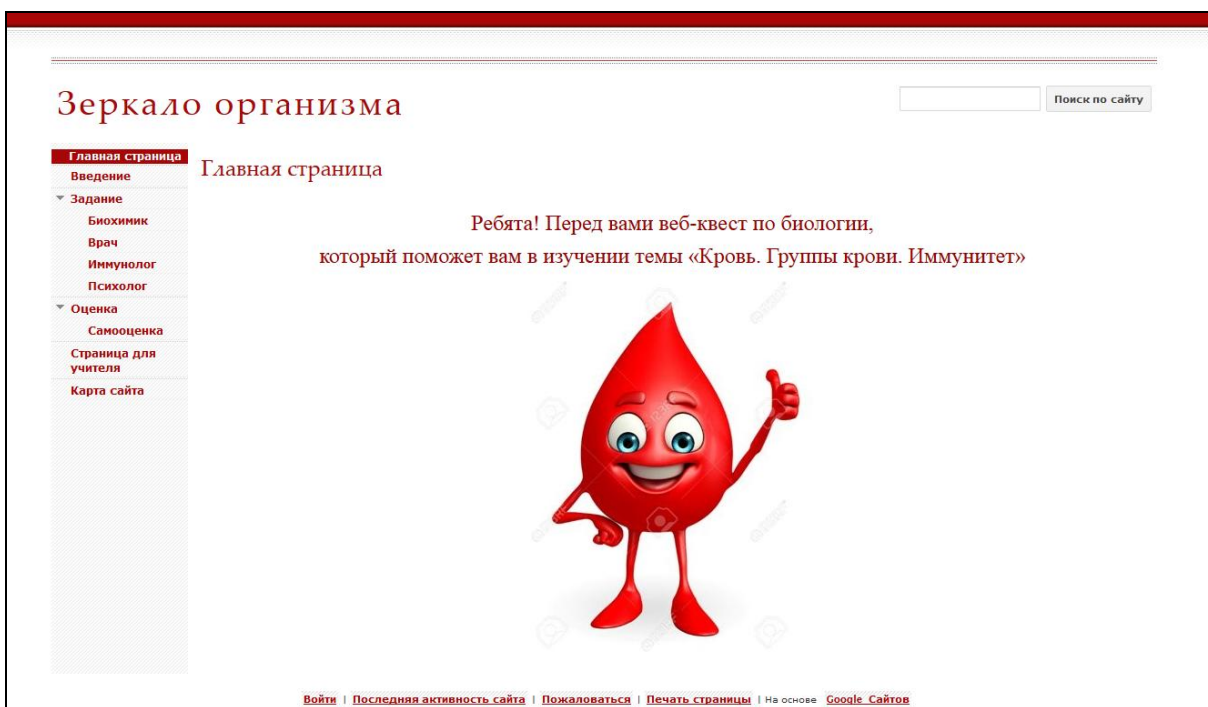 Зеркало организма
Поиск по сайту
Главная страница
Введение
Задание
Биохимик
Врач
Иммунолог
Психолог
Оценка
Самооценка
Страница для
учителя
Карта сайта
Главная страница
Ребята! Перед вами веб-квест по биологии,
который поможет вам в изучении темы «Кровь. Группы крови. Иммунитет»
Войти | Последняя активность сайта | Пожаловаться | Печать страницы | На основе Google Сайтов